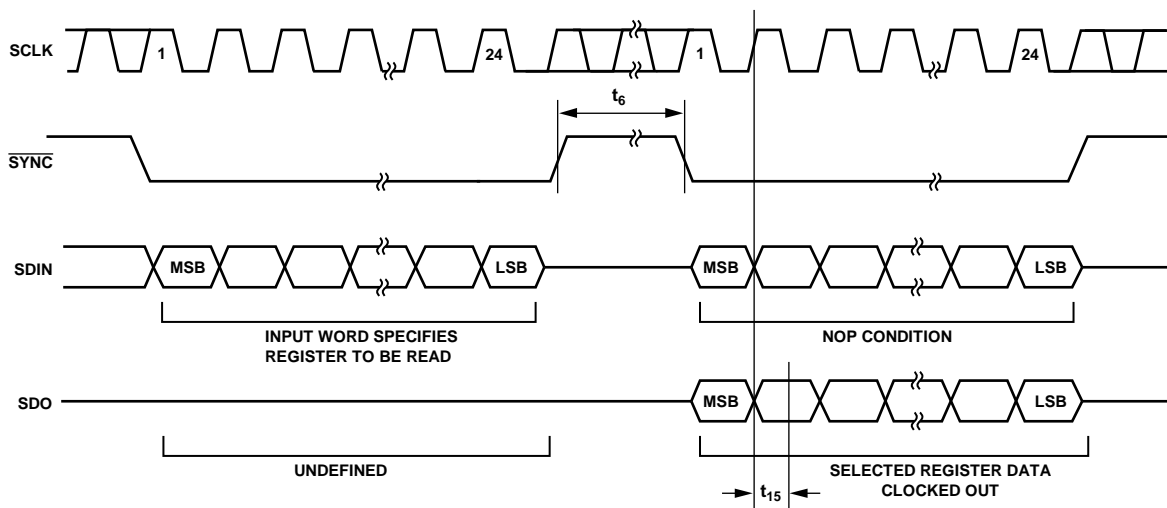 SCLK
1
24
1
24
t6
SYNC
SDIN
MSB
LSB
MSB
LSB
INPUT WORD SPECIFIES
REGISTER TO BE READ
NOP CONDITION
SDO
MSB
LSB
UNDEFINED
SELECTED REGISTER DATA
CLOCKED OUT
t15